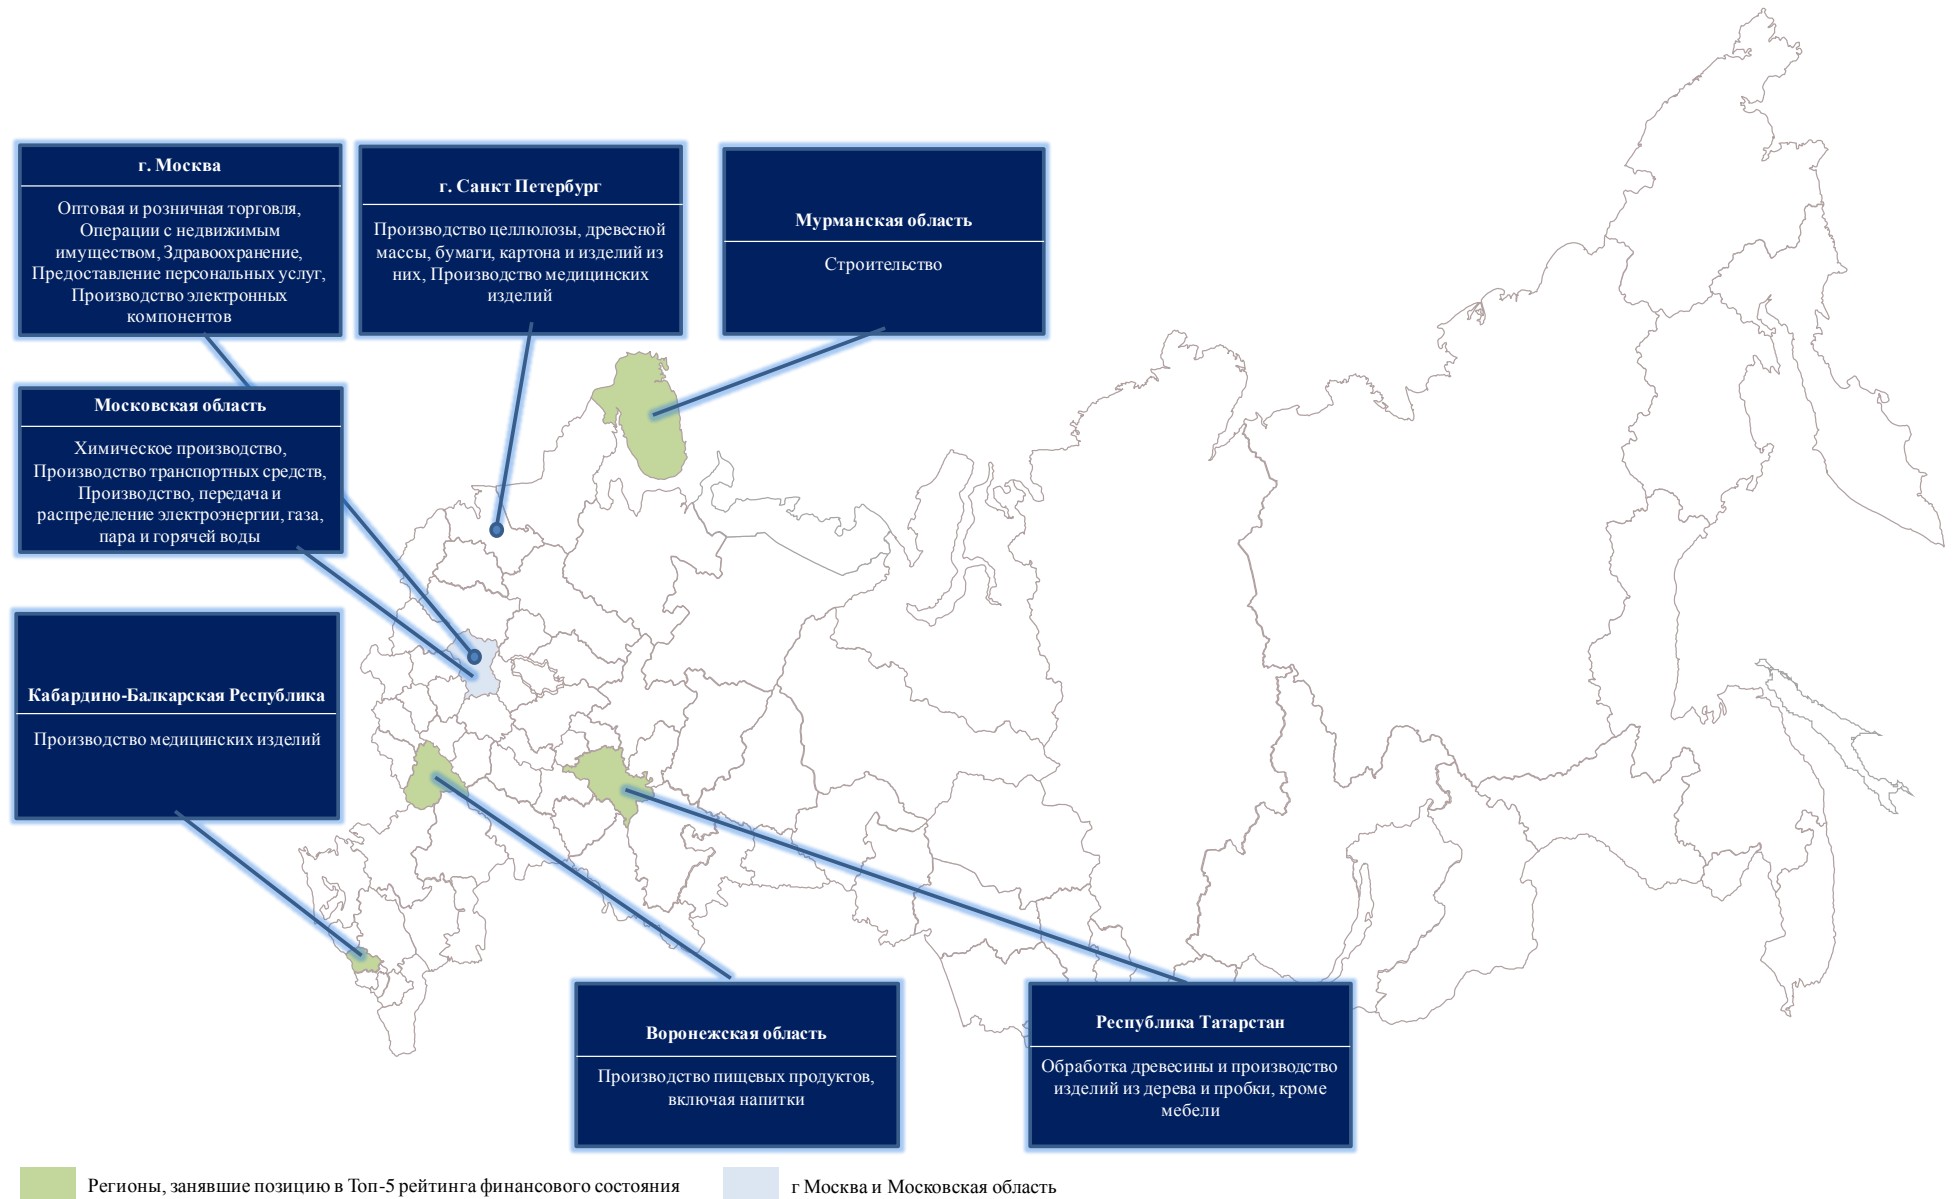 г. Москва
Оптовая и розничная торговля,
Операции с недвижимым
имуществом, Здравоохранение,
Предоставление персональных услуг,
Производство электронных
компонентов
г. Санкт Петербург
Производство целлюлозы, древесной
массы, бумаги, картона и изделий из
них, Производство медицинских
изделий
Мурманская область
Строительство
Московская область
Химическое производство,
Производство транспортных средств,
Производство, передача и
распределение электроэнергии, газа,
пара и горячей воды
Кабардино-Балкарская Республика
Производство медицинских изделий
Воронежская область
Производство пищевых продуктов,
включая напитки
Республика Татарстан
Обработка древесины и производство
изделий из дерева и пробки, кроме
мебели
Регионы, занявшие позицию в Топ-5 рейтинга финансового состояния
г Москва и Московская область